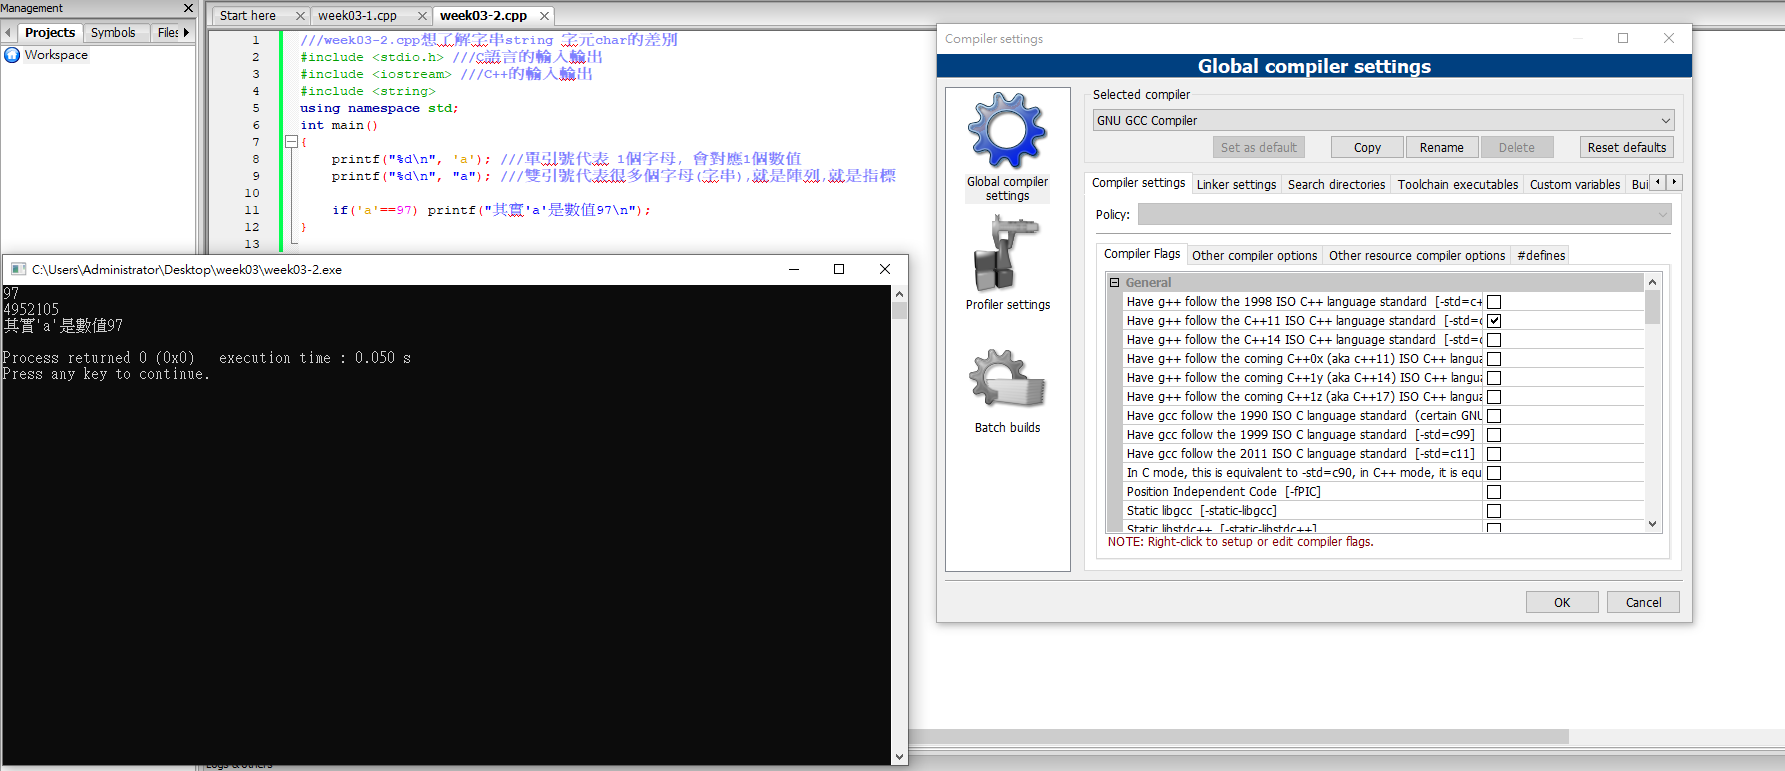 Management
Projects Symbols Files
Workspace
Start here week03-1.cpp week03-2.cpp
1 ///week03-2.cpp想了解字串string 字元char的差別
2 #include <stdio.h> ///C語言的輸入輸出
3 #include <iostream> ///C++的輸入輸出
4 #include <string>
5 using namespace std;
6 int main()
7 {
8 printf("%d\n", 'a'); ///單引號代表 1個字母, 會對應1個數值
9 printf("%d\n", "a"); ///雙引號代表很多個字母(字串),就是陣列,就是指標
10
11 if('a'==97) printf("其實'a'是數值97\n");
12 }
13
C:\Users\Administrator\Desktop\week03\week03-2.exe
97
4952105
其實'a'是數值97
Process returned 0 (0x0) execution time : 0.050 s
Press any key to continue.
Logs & others
Compiler settings
Global compiler settings
Global compiler settings
Profiler settings
Batch builds
Selected compiler
GNU GCC Compiler
Set as default Copy Rename Delete Reset defaults
Compiler settings Linker settings Search directories Toolchain executables Custom variables Bui
Policy:
Compiler Flags Other compiler options Other resource compiler options #defines
General
Have g++ follow the 1998 ISO C++ language standard [-std=c+
Have g++ follow the C++11 ISO C++ language standard [-std=c
Have g++ follow the C++14 ISO C++ language standard [-std=c
Have g++ follow the coming C++0x (aka c++11) ISO C++ langua
Have g++ follow the coming C++1y (aka C++14) ISO C++ langua
Have g++ follow the coming C++1z (aka C++17) ISO C++ langua
Have gcc follow the 1990 ISO C language standard (certain GNU
Have gcc follow the 1999 ISO C language standard [-std=c99]
Have gcc follow the 2011 ISO C language standard [-std=c11]
In C mode, this is equivalent to -std=c90, in C++ mode, it is equ
Position Independent Code [-fPIC]
Static libgcc [-static-libgcc]
Static libstdc++ [-static-libstdc++]
NOTE: Right-click to setup or edit compiler flags.
OK Cancel